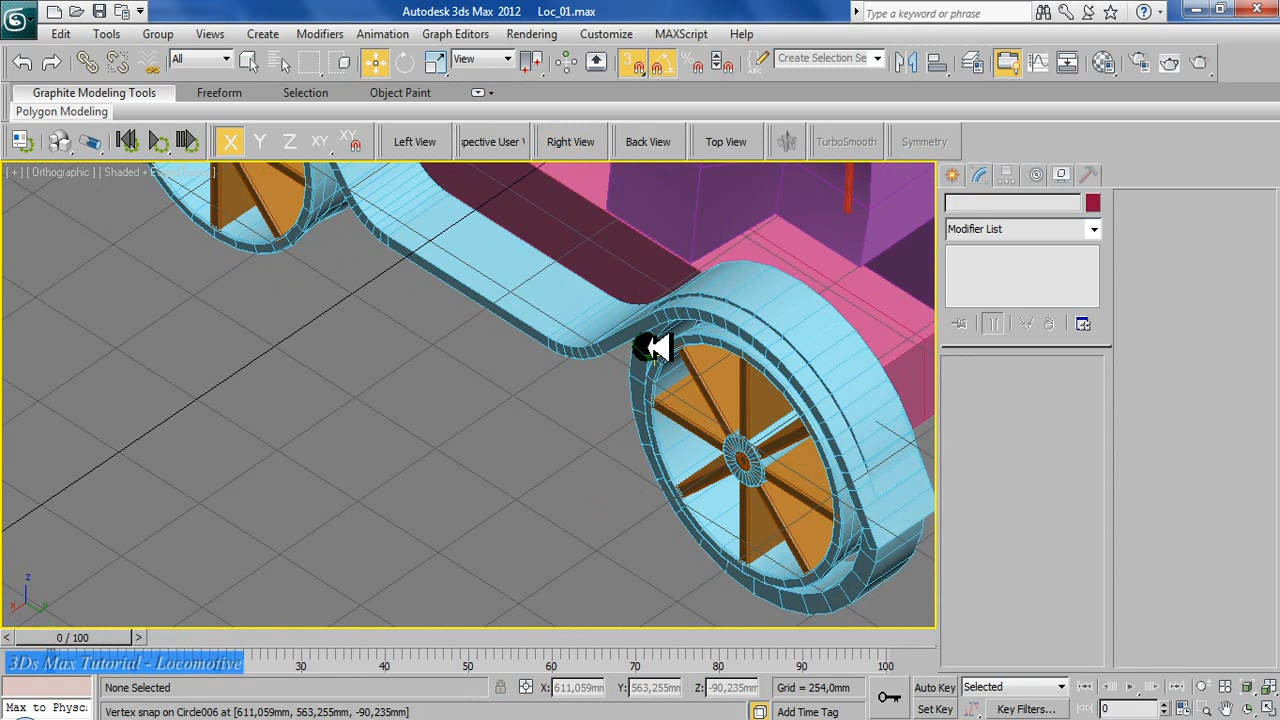 Autodesk 3ds Max 2012 Loc_01.max
Type a keyword or phrase
Edit Tools Group Views Create Modifiers Animation Graph Editors Rendering Customize MAXScript Help
All View 3 Create Selection Se
Graphite Modeling Tools Freeform Selection Object Paint
Polygon Modeling
X Y Z XY XY Left View pective User V Right View Back View Top View TurboSmooth Symmetry
[ + ] [ Orthographic ] [ Shaded +
Modifier List
z
x y
< 0 / 100 >
3Ds Max Tutorial - Locomotive
30 40 50 60 70 80 90 100
None Selected X: 611,059mm Y: 563,255mm Z: -90,235mm Grid = 254,0mm Auto Key Selected
Max to Physc: Vertex snap on Circle006 at [611,059mm, 563,255mm, -90,235mm] Add Time Tag Set Key Key Filters... 0